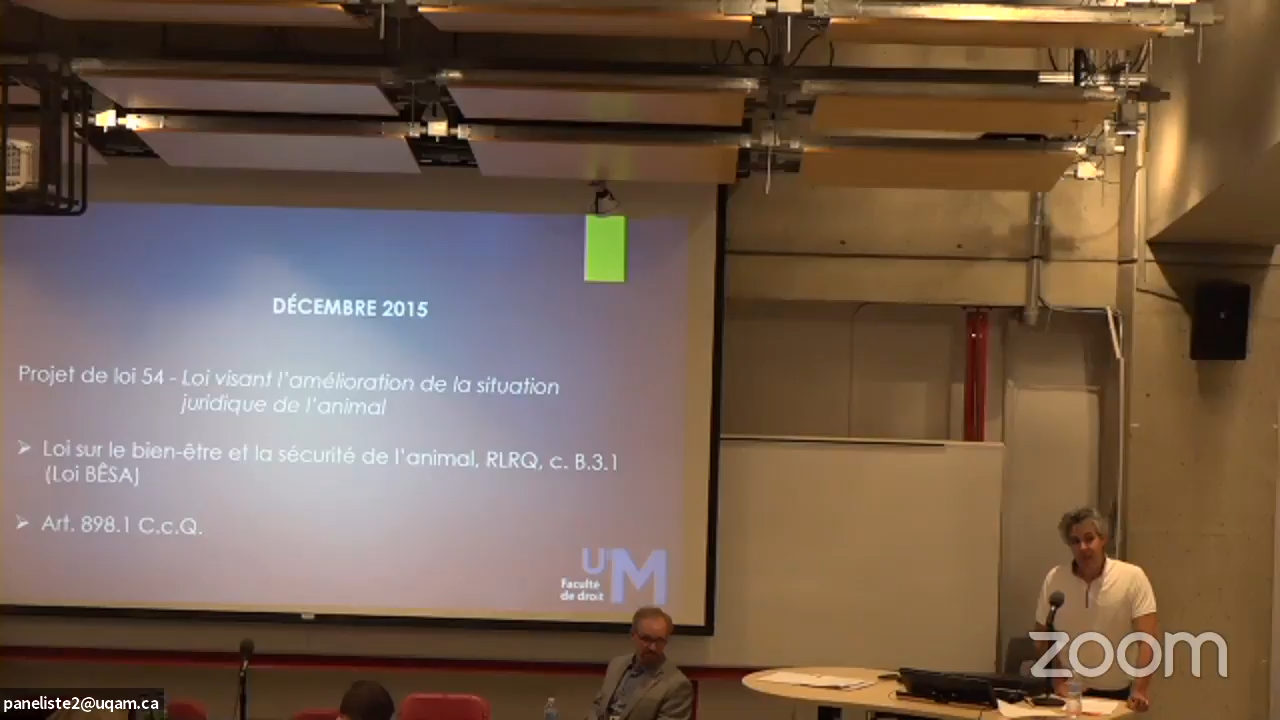 DÉCEMBRE 2015
Projet de loi 54 - Loi visant l'amélioration de la situation
juridique de l'animal
➢ Loi sur le bien-être et la sécurité de l'animal, RLRQ, c. B.3.1
(Loi BÊSA)
➢ Art. 898.1 C.c.Q.
UM
Faculté
de droit
zoom
paneliste2@uqam.ca